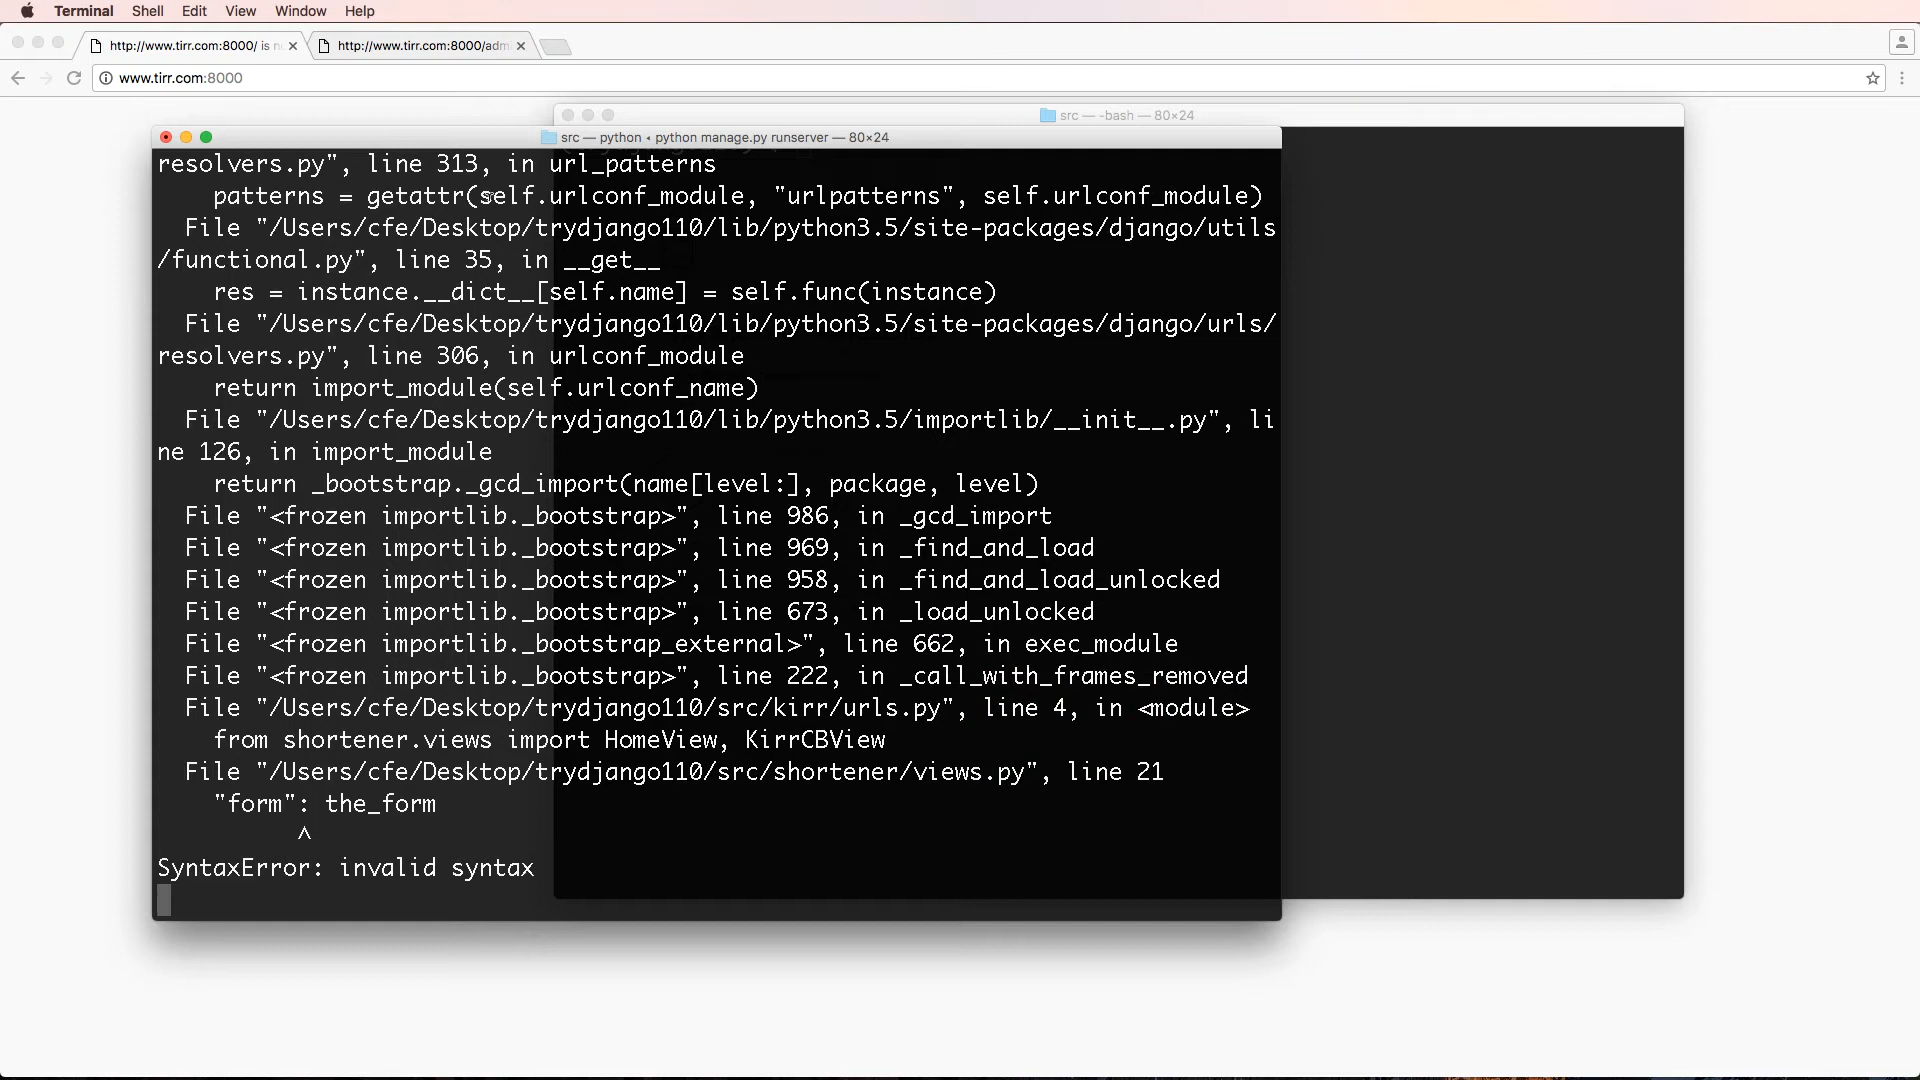 Terminal Shell Edit View Window Help
http://www.tirr.com:8000/ is n http://www.tirr.com:8000/adm
www.tirr.com:8000
src — -bash — 80×24
src — python ‹ python manage.py runserver — 80×24
resolvers.py", line 313, in url_patterns
patterns = getattr(self.urlconf_module, "urlpatterns", self.urlconf_module)
File "/Users/cfe/Desktop/trydjango110/lib/python3.5/site-packages/django/utils
/functional.py", line 35, in __get__
res = instance.__dict__[self.name] = self.func(instance)
File "/Users/cfe/Desktop/trydjango110/lib/python3.5/site-packages/django/urls/
resolvers.py", line 306, in urlconf_module
return import_module(self.urlconf_name)
File "/Users/cfe/Desktop/trydjango110/lib/python3.5/importlib/__init__.py", li
ne 126, in import_module
return _bootstrap._gcd_import(name[level:], package, level)
File "<frozen importlib._bootstrap>", line 986, in _gcd_import
File "<frozen importlib._bootstrap>", line 969, in _find_and_load
File "<frozen importlib._bootstrap>", line 958, in _find_and_load_unlocked
File "<frozen importlib._bootstrap>", line 673, in _load_unlocked
File "<frozen importlib._bootstrap_external>", line 662, in exec_module
File "<frozen importlib._bootstrap>", line 222, in _call_with_frames_removed
File "/Users/cfe/Desktop/trydjango110/src/kirr/urls.py", line 4, in <module>
from shortener.views import HomeView, KirrCBView
File "/Users/cfe/Desktop/trydjango110/src/shortener/views.py", line 21
"form": the_form
^
SyntaxError: invalid syntax